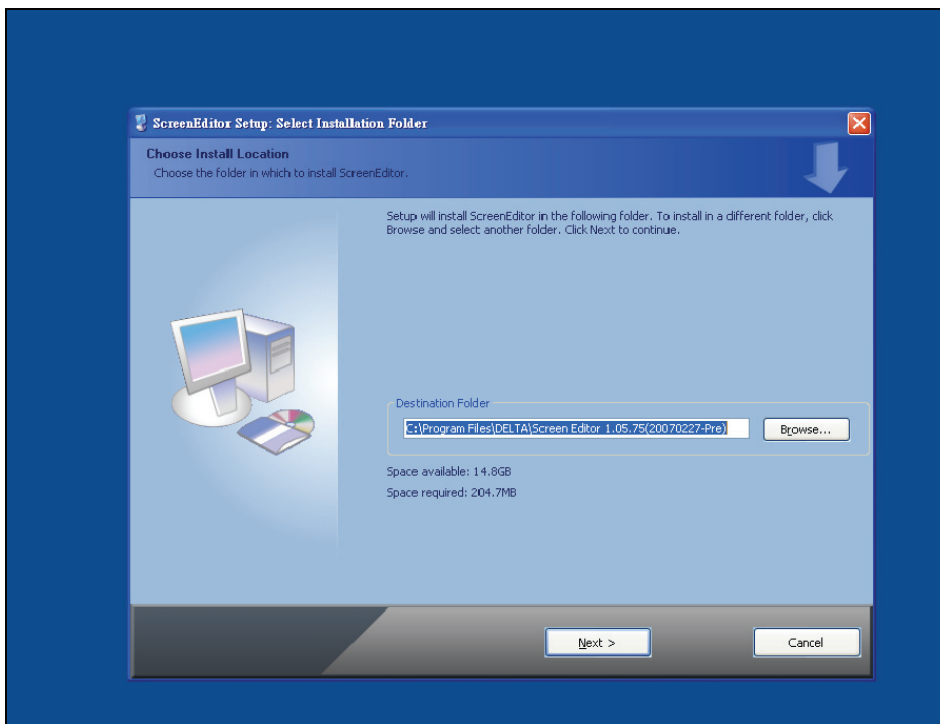 ScreenEditor Setup: Select Installation Folder
Choose Install Location
Choose the folder in which to install ScreenEditor.
Setup will install ScreenEditor in the following folder. To install in a different folder, click
Browse and select another folder. Click Next to continue.
Destination Folder
C:\Program Files\DELTA\Screen Editor 1.05.75(20070227-Pre)
Browse...
Space available: 14.8GB
Space required: 204.7MB
Next >
Cancel